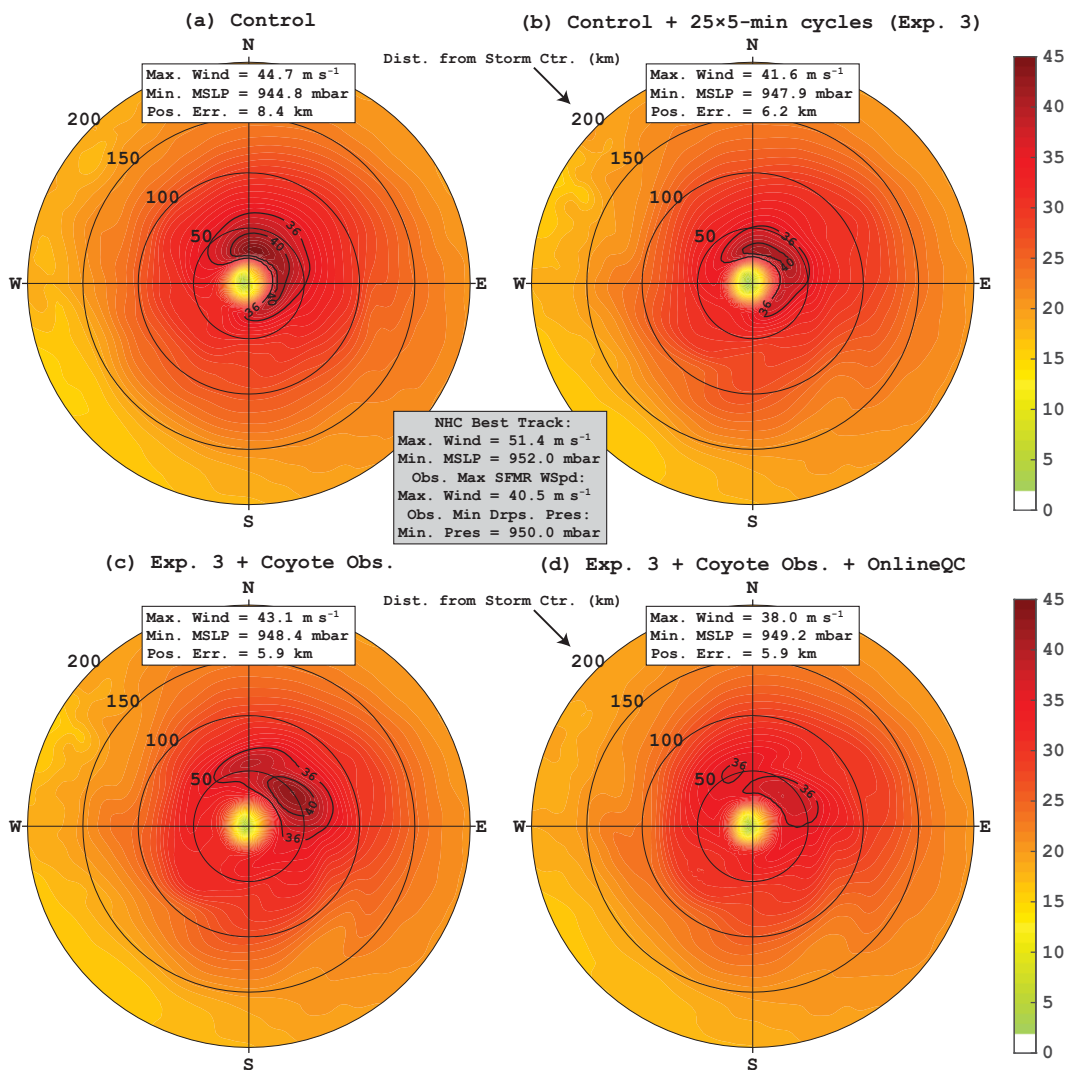 (a) Control
(b) Control + 25×5-min cycles (Exp. 3)
N
N
Dist. from Storm Ctr. (km)
Max. Wind = 44.7 m s⁻¹
Min. MSLP = 944.8 mbar
Pos. Err. = 8.4 km
Max. Wind = 41.6 m s⁻¹
Min. MSLP = 947.9 mbar
Pos. Err. = 6.2 km
200
150
100
50
36
40
40
36
W
E
S
200
150
100
50
36
40
36
W
E
S
45
40
35
30
25
20
15
10
5
0
NHC Best Track:
Max. Wind = 51.4 m s⁻¹
Min. MSLP = 952.0 mbar
Obs. Max SFMR WSpd:
Max. Wind = 40.5 m s⁻¹
Obs. Min Drps. Pres:
Min. Pres = 950.0 mbar
(c) Exp. 3 + Coyote Obs.
(d) Exp. 3 + Coyote Obs. + OnlineQC
N
N
Dist. from Storm Ctr. (km)
Max. Wind = 43.1 m s⁻¹
Min. MSLP = 948.4 mbar
Pos. Err. = 5.9 km
Max. Wind = 38.0 m s⁻¹
Min. MSLP = 949.2 mbar
Pos. Err. = 5.9 km
200
150
100
50
36
40
36
W
E
S
200
150
100
50
36
36
W
E
S
45
40
35
30
25
20
15
10
5
0